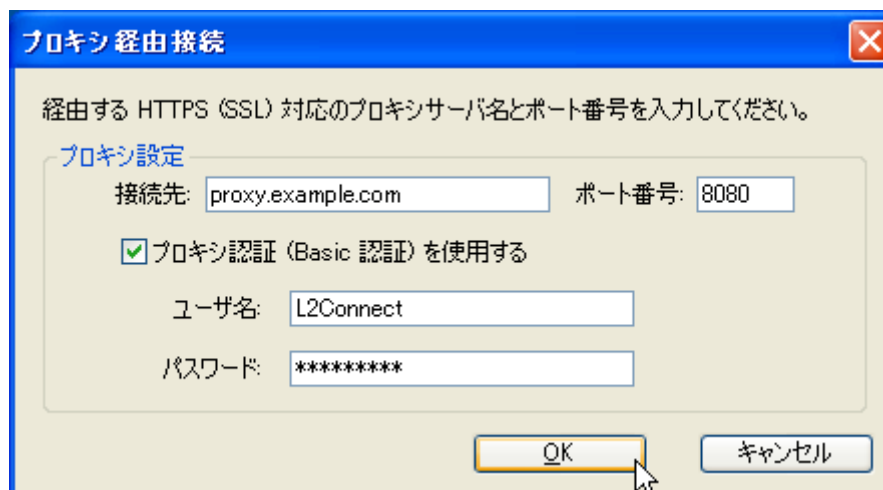 プロキシ経由接続
経由する HTTPS (SSL) 対応のプロキシサーバ名とポート番号を入力してください。
プロキシ設定
接続先: proxy.example.com ポート番号: 8080
プロキシ認証 (Basic 認証) を使用する
ユーザ名: L2Connect
パスワード: *********
OK キャンセル